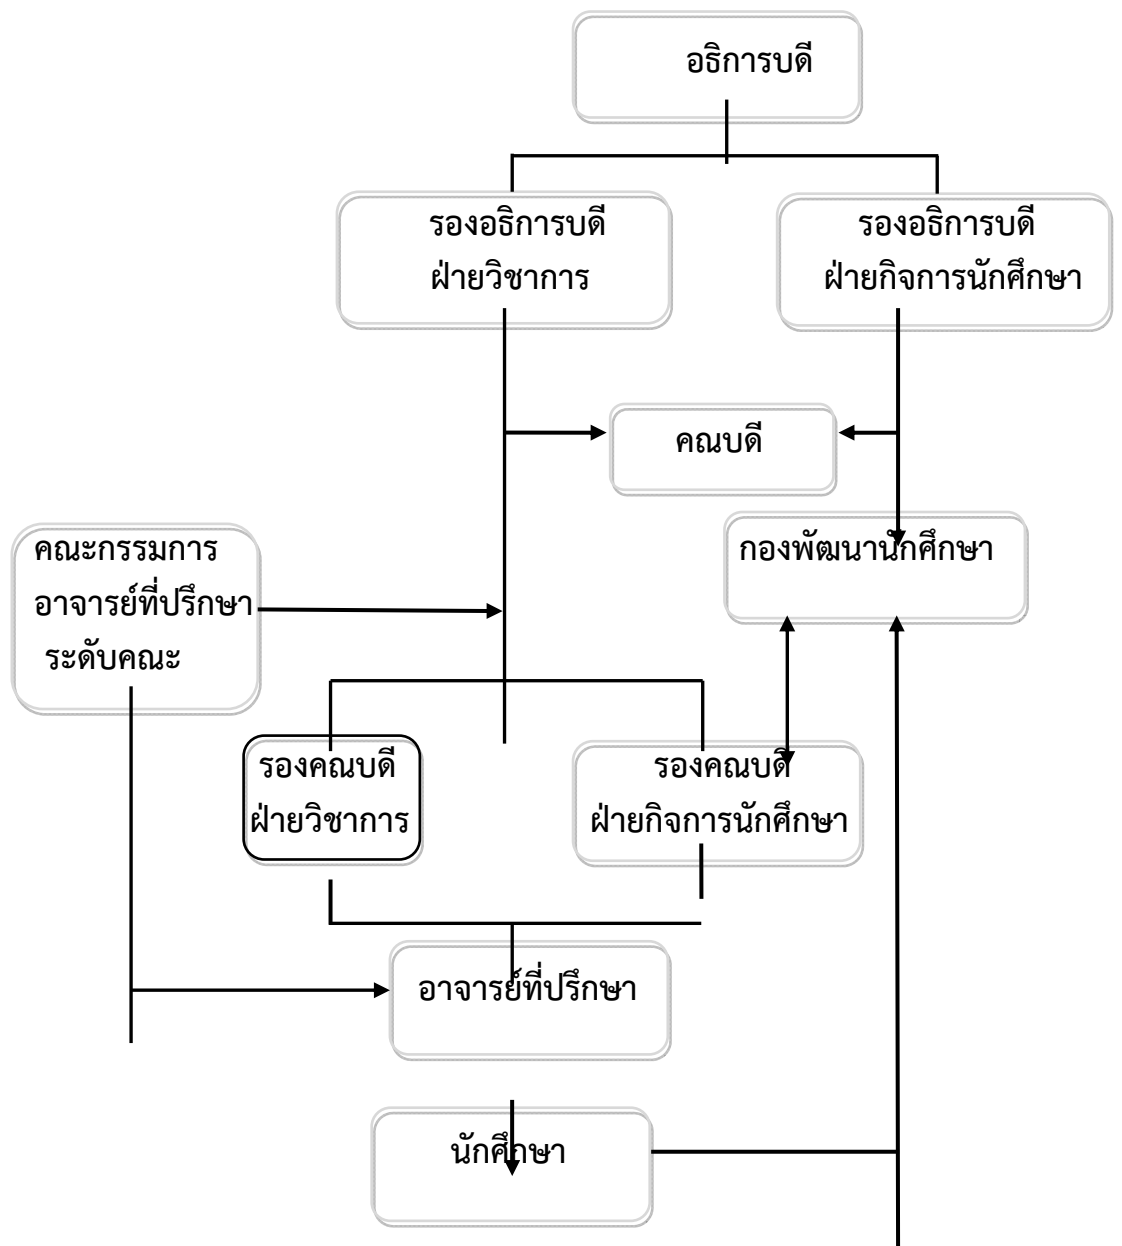 อธิการบดี
รองอธิการบดี
ฝ่ายวิชาการ
รองอธิการบดี
ฝ่ายกิจการนักศึกษา
คณบดี
กองพัฒนานักศึกษา
คณะกรรมการ
อาจารย์ที่ปรึกษา
ระดับคณะ
รองคณบดี
ฝ่ายวิชาการ
รองคณบดี
ฝ่ายกิจการนักศึกษา
อาจารย์ที่ปรึกษา
นักศึกษา